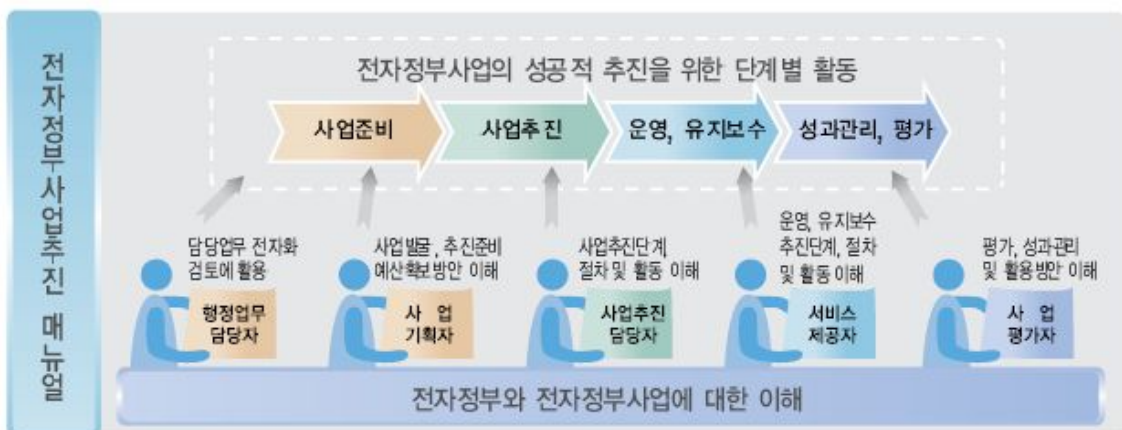 전자정부사업추진 매뉴얼
전자정부사업의 성공적 추진을 위한 단계별 활동
사업준비
사업추진
운영, 유지보수
성과관리, 평가
담당업무 전자화
검토에 활용
행정업무
담당자
사업발굴, 추진준비
예산확보방안 이해
사 업
기획자
사업추진단계,
절차 및 활동 이해
사업추진
담당자
운영, 유지보수
추진단계, 절차
및 활동 이해
서비스
제공자
평가, 성과관리
및 활용방안 이해
사 업
평가자
전자정부와 전자정부사업에 대한 이해